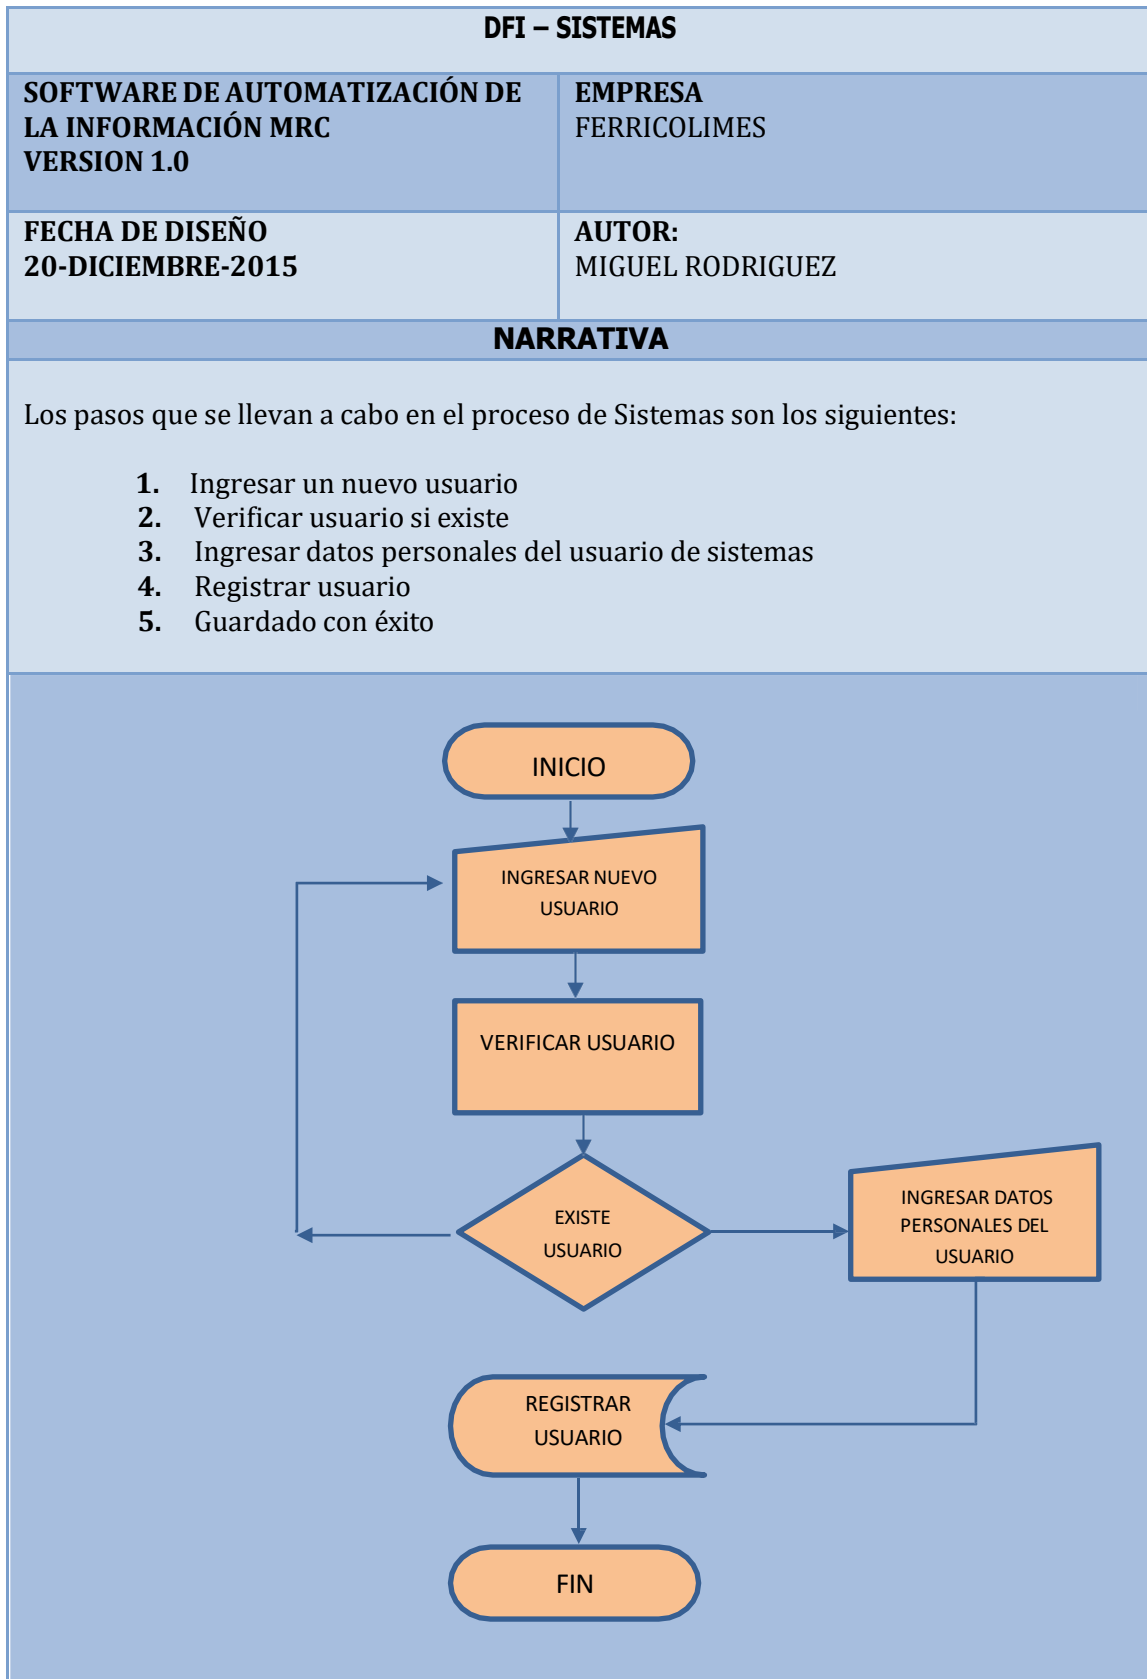 DFI – SISTEMAS
SOFTWARE DE AUTOMATIZACIÓN DE
LA INFORMACIÓN MRC
VERSION 1.0
EMPRESA
FERRICOLIMES
FECHA DE DISEÑO
20-DICIEMBRE-2015
AUTOR:
MIGUEL RODRIGUEZ
NARRATIVA
Los pasos que se llevan a cabo en el proceso de Sistemas son los siguientes:
1. Ingresar un nuevo usuario
2. Verificar usuario si existe
3. Ingresar datos personales del usuario de sistemas
4. Registrar usuario
5. Guardado con éxito
INICIO
INGRESAR NUEVO
USUARIO
VERIFICAR USUARIO
EXISTE
USUARIO
INGRESAR DATOS
PERSONALES DEL
USUARIO
REGISTRAR
USUARIO
FIN